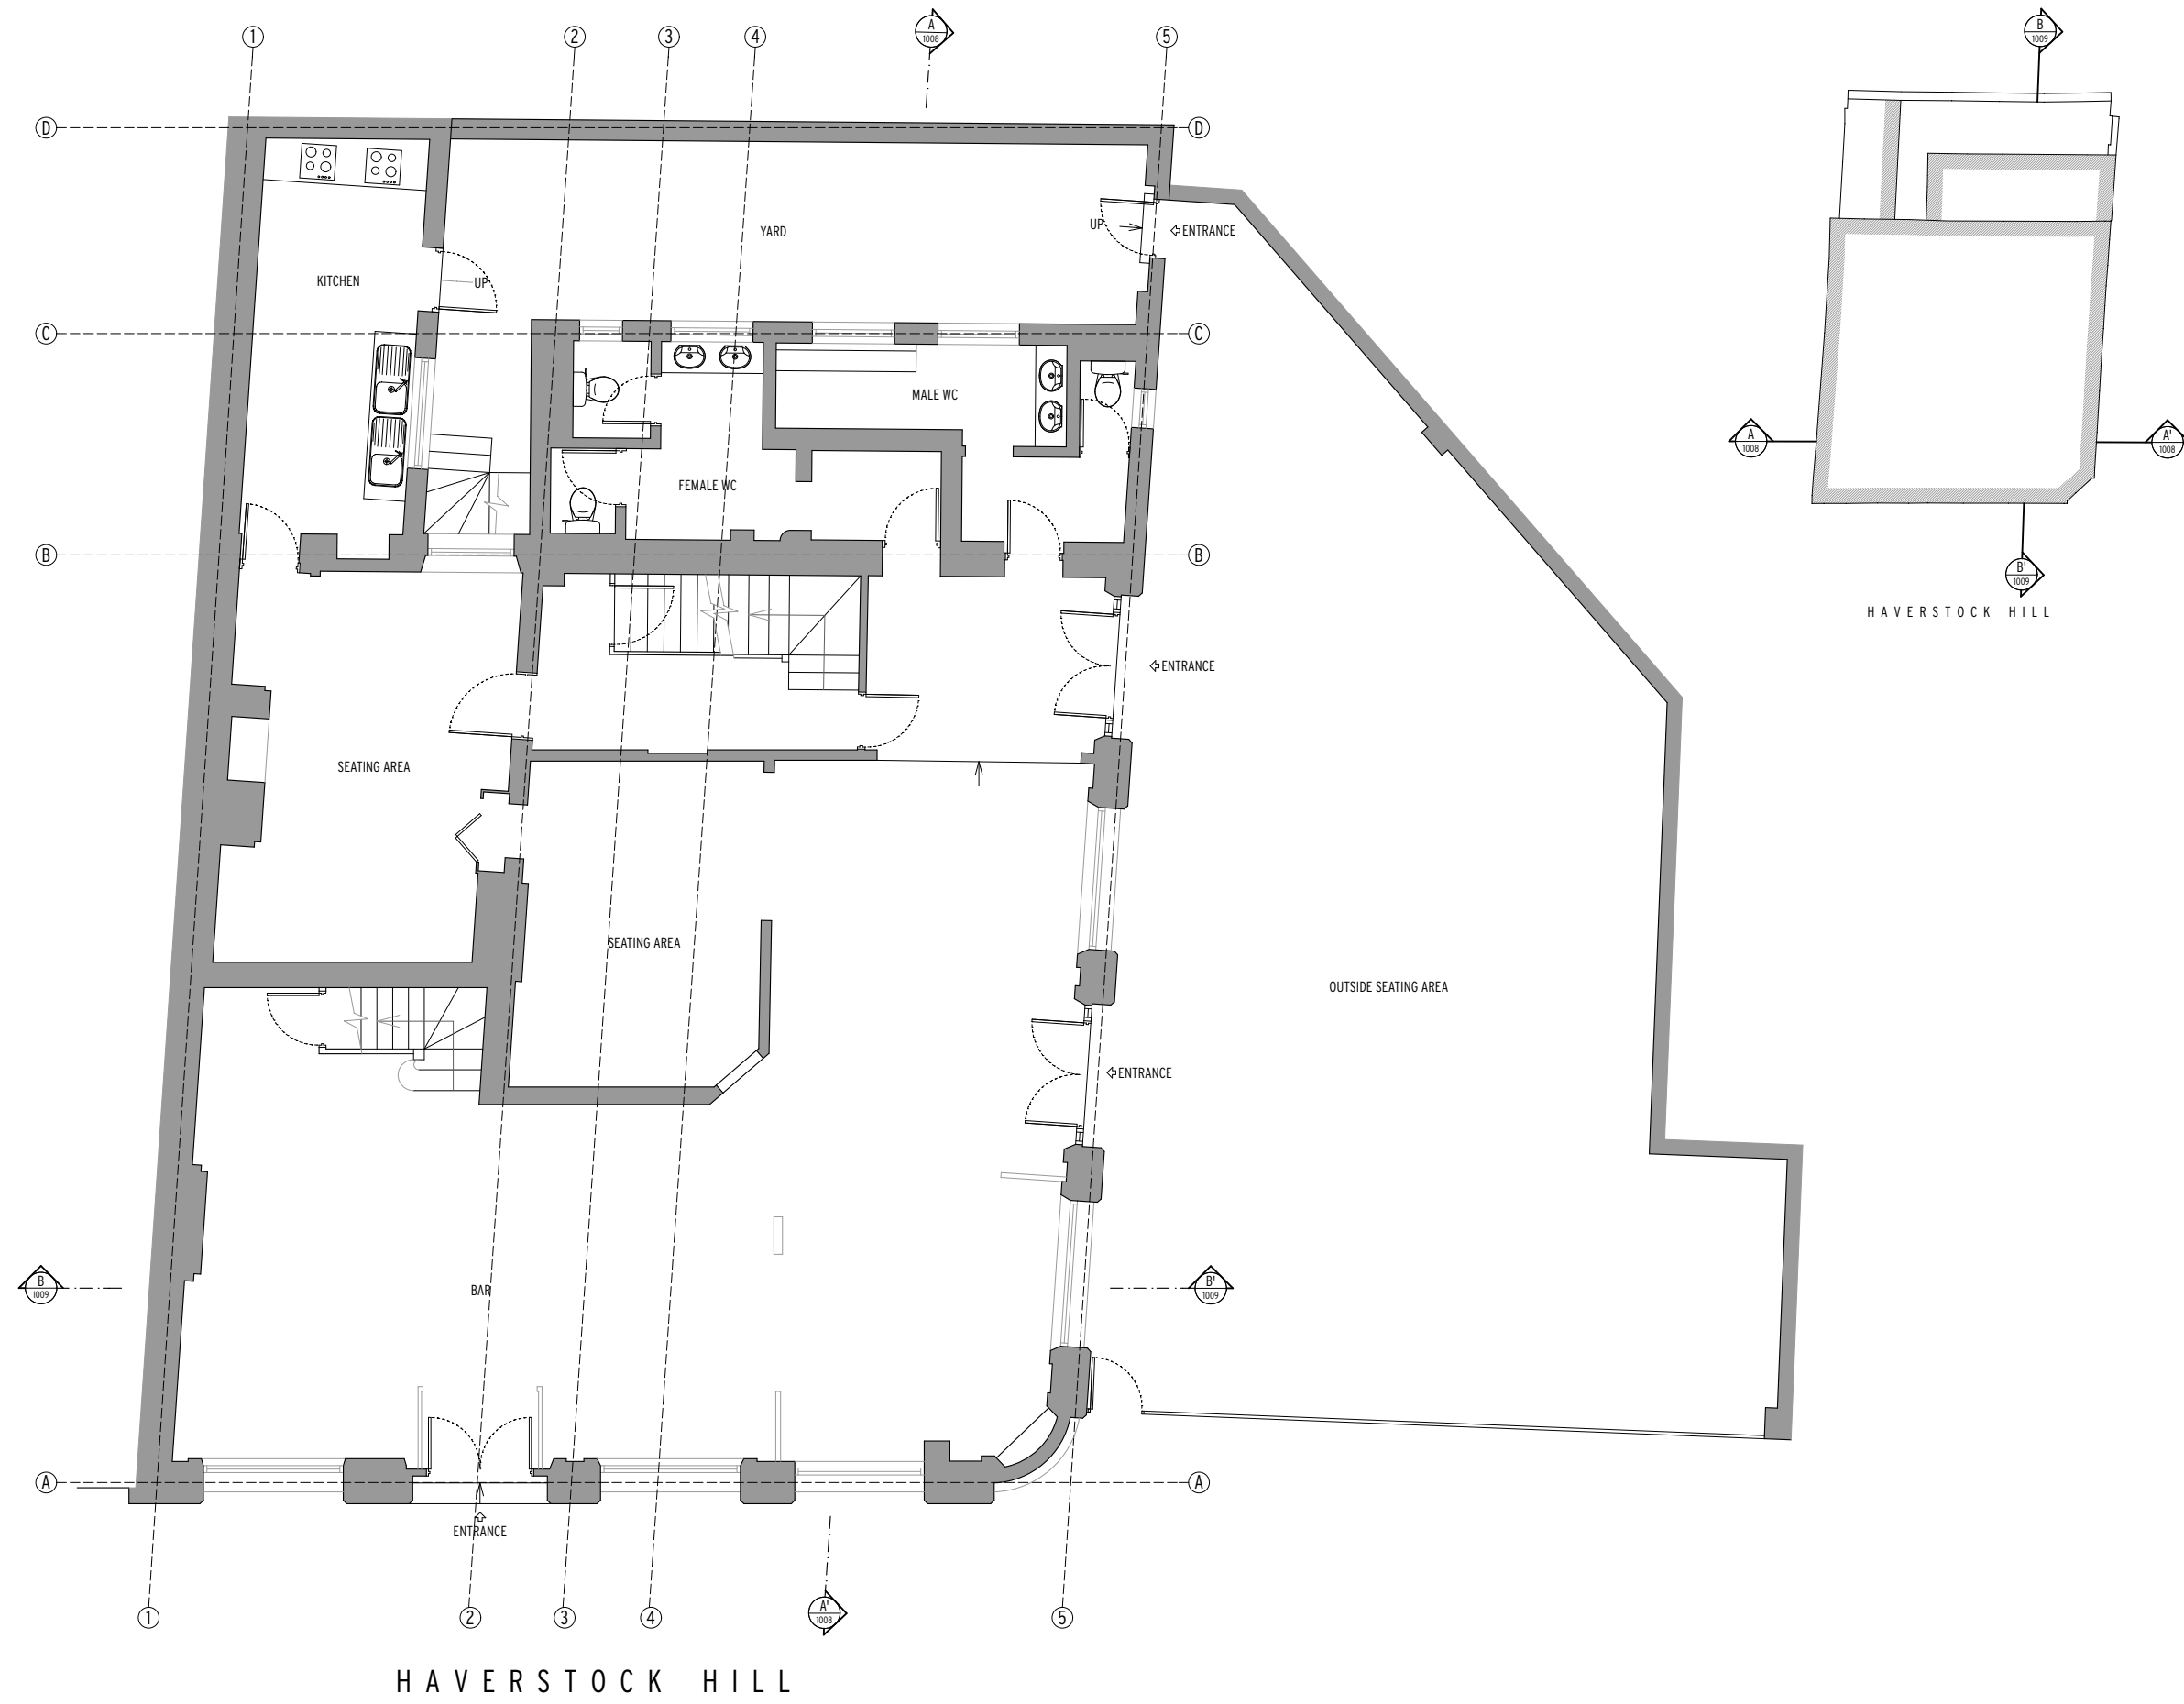 1
2
3
4
A
1008
5
B
1009
D
D
YARD
UP
ENTRANCE
KITCHEN
UP
C
C
MALE WC
FEMALE WC
A
1008
A'
1008
B
B
B'
1009
HAVERSTOCK HILL
ENTRANCE
SEATING AREA
SEATING AREA
OUTSIDE SEATING AREA
ENTRANCE
B
1009
BAR
B'
1009
A
A
ENTRANCE
1
2
3
4
A'
1008
5
HAVERSTOCK HILL